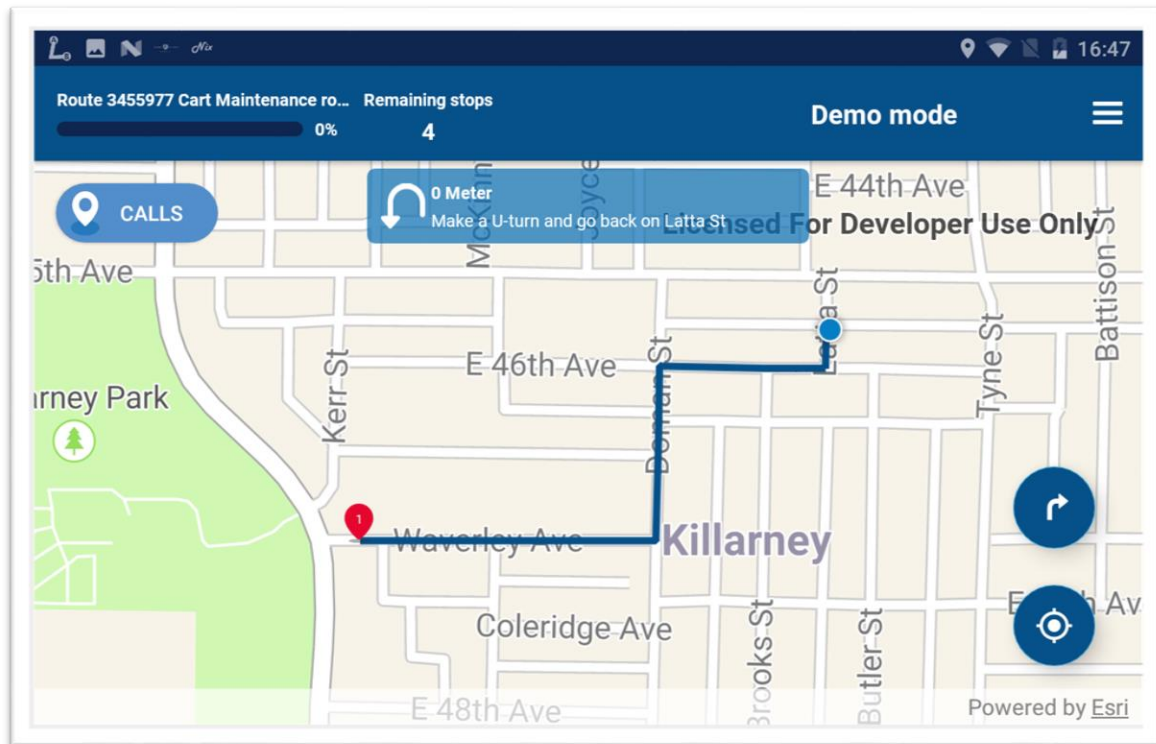 Nix
16:47
Route 3455977 Cart Maintenance ro...
Remaining stops
0%
4
Demo mode
CALLS
0 Meter
Make a U-turn and go back on Latta St
Licensed For Developer Use Only
E 44th Ave
5th Ave
Joyce
Latta St
Battison St
E 46th Ave
Kerr St
Doman St
Tyne St
arney Park
1
Waverley Ave
Killarney
Coleridge Ave
Brooks St
Butler St
Av
E 48th Ave
Powered by Esri